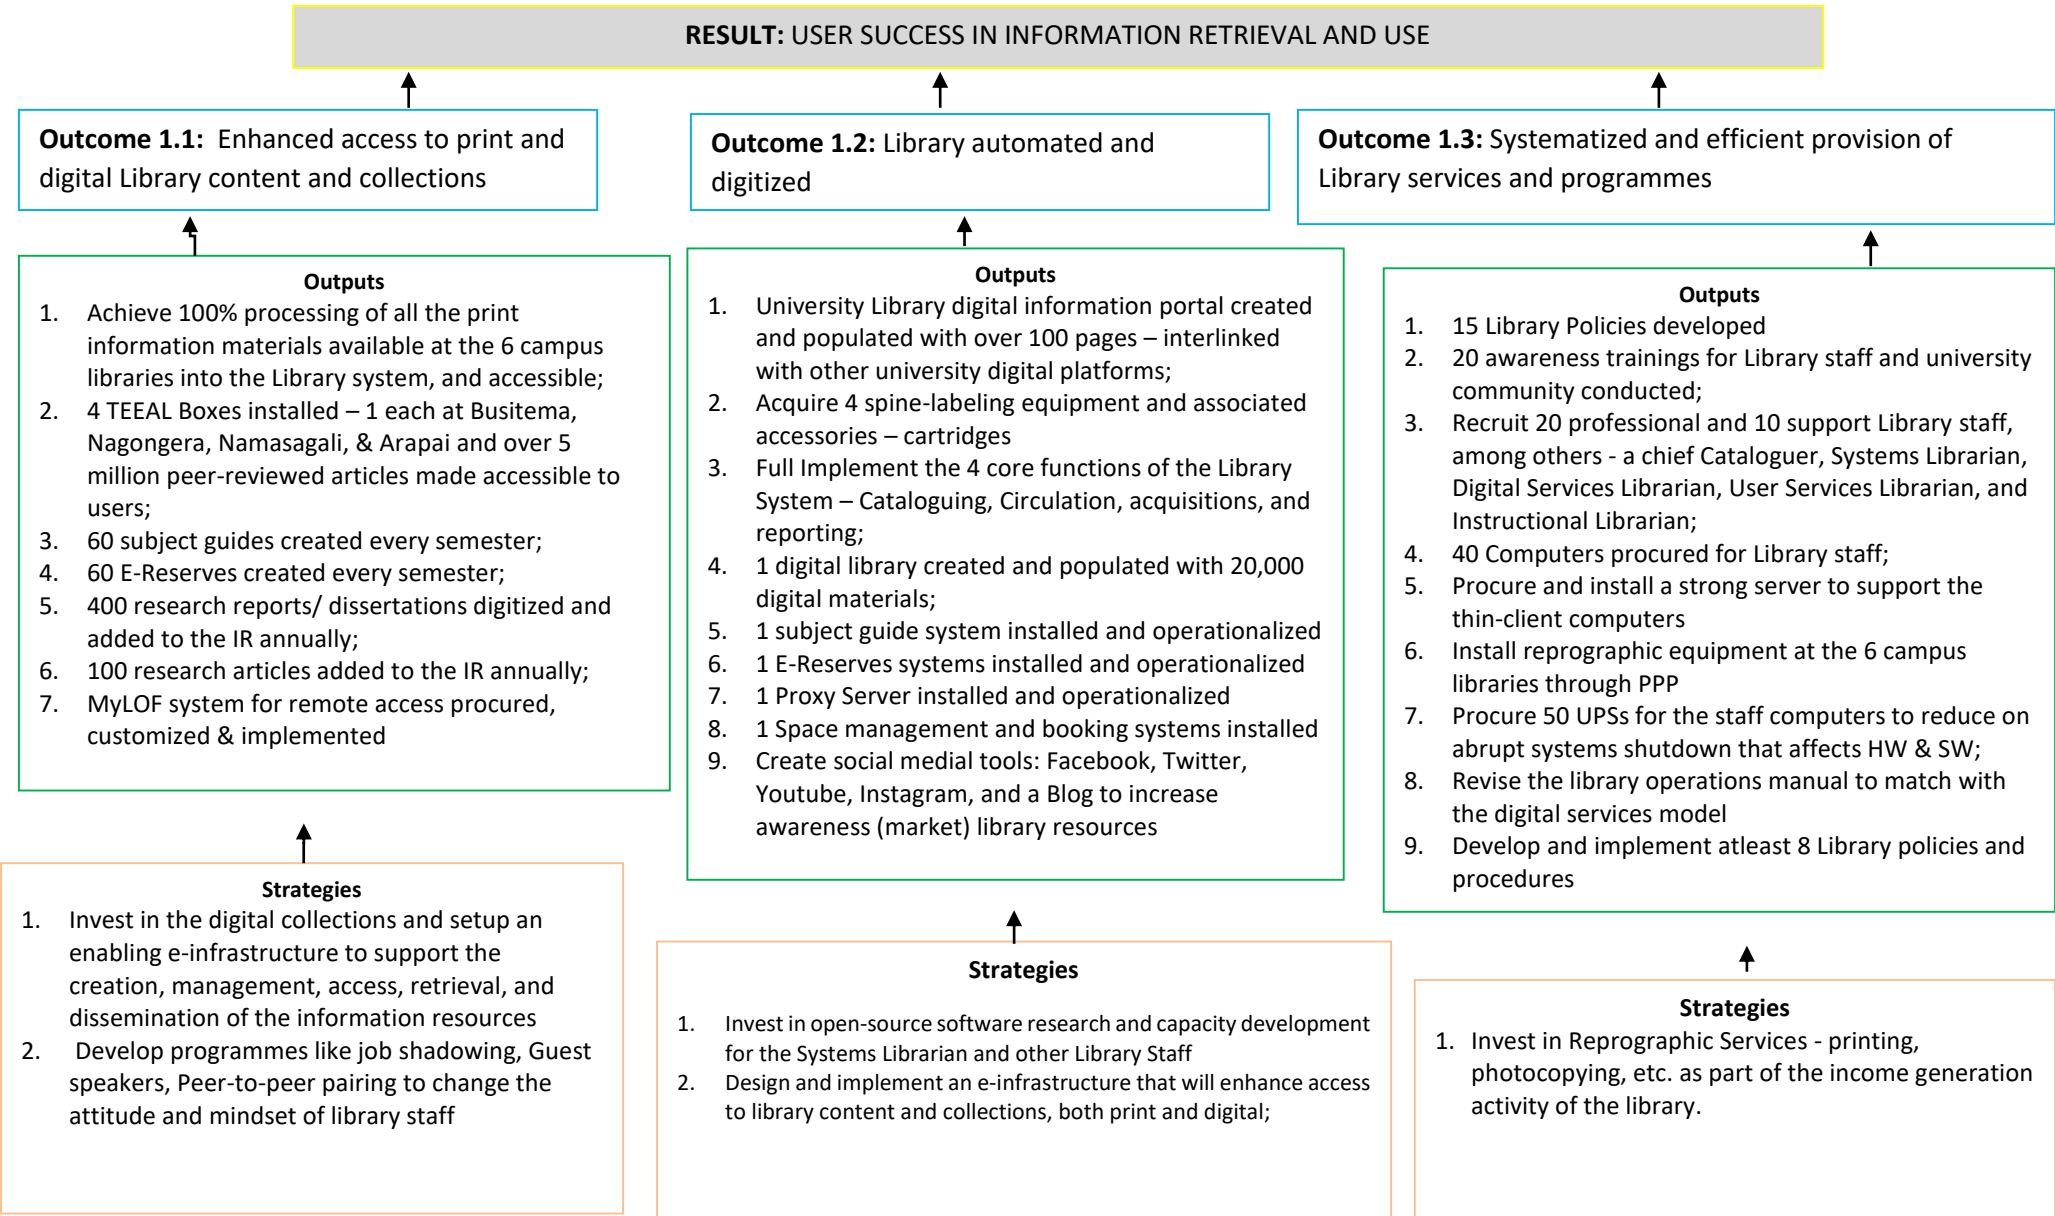 RESULT: USER SUCCESS IN INFORMATION RETRIEVAL AND USE
Outcome 1.1: Enhanced access to print and
digital Library content and collections
Outputs
1. Achieve 100% processing of all the print
information materials available at the 6 campus
libraries into the Library system, and accessible;
2. 4 TEEAL Boxes installed – 1 each at Busitema,
Nagongera, Namasagali, & Arapai and over 5
million peer-reviewed articles made accessible to
users;
3. 60 subject guides created every semester;
4. 60 E-Reserves created every semester;
5. 400 research reports/ dissertations digitized and
added to the IR annually;
6. 100 research articles added to the IR annually;
7. MyLOF system for remote access procured,
customized & implemented
Strategies
1. Invest in the digital collections and setup an
enabling e-infrastructure to support the
creation, management, access, retrieval, and
dissemination of the information resources
2. Develop programmes like job shadowing, Guest
speakers, Peer-to-peer pairing to change the
attitude and mindset of library staff
Outcome 1.2: Library automated and
digitized
Outputs
1. University Library digital information portal created
and populated with over 100 pages – interlinked
with other university digital platforms;
2. Acquire 4 spine-labeling equipment and associated
accessories – cartridges
3. Full Implement the 4 core functions of the Library
System – Cataloguing, Circulation, acquisitions, and
reporting;
4. 1 digital library created and populated with 20,000
digital materials;
5. 1 subject guide system installed and operationalized
6. 1 E-Reserves systems installed and operationalized
7. 1 Proxy Server installed and operationalized
8. 1 Space management and booking systems installed
9. Create social medial tools: Facebook, Twitter,
Youtube, Instagram, and a Blog to increase
awareness (market) library resources
Strategies
1. Invest in open-source software research and capacity development
for the Systems Librarian and other Library Staff
2. Design and implement an e-infrastructure that will enhance access
to library content and collections, both print and digital;
Outcome 1.3: Systematized and efficient provision of
Library services and programmes
Outputs
1. 15 Library Policies developed
2. 20 awareness trainings for Library staff and university
community conducted;
3. Recruit 20 professional and 10 support Library staff,
among others - a chief Cataloguer, Systems Librarian,
Digital Services Librarian, User Services Librarian, and
Instructional Librarian;
4. 40 Computers procured for Library staff;
5. Procure and install a strong server to support the
thin-client computers
6. Install reprographic equipment at the 6 campus
libraries through PPP
7. Procure 50 UPSs for the staff computers to reduce on
abrupt systems shutdown that affects HW & SW;
8. Revise the library operations manual to match with
the digital services model
9. Develop and implement atleast 8 Library policies and
procedures
Strategies
1. Invest in Reprographic Services - printing,
photocopying, etc. as part of the income generation
activity of the library.